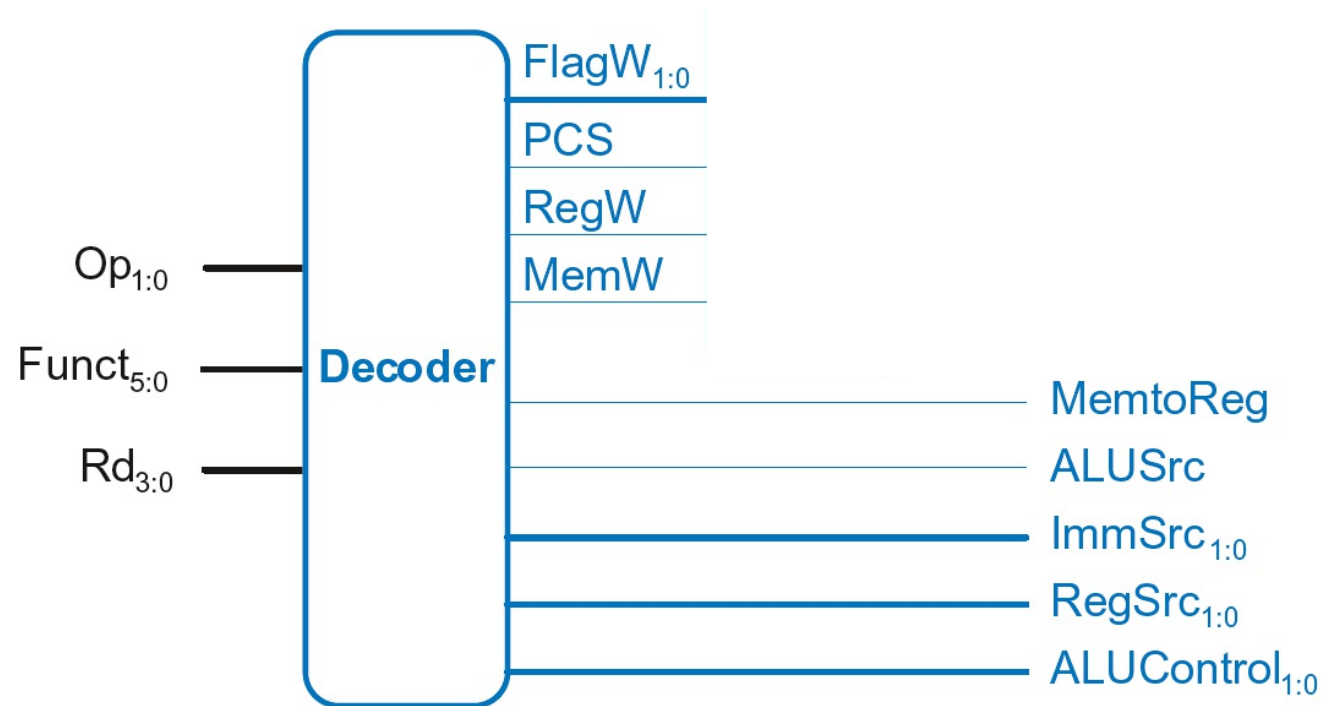 FlagW1:0
PCS
RegW
MemW
Op1:0
Funct5:0
Rd3:0
Decoder
MemtoReg
ALUSrc
ImmSrc1:0
RegSrc1:0
ALUControl1:0